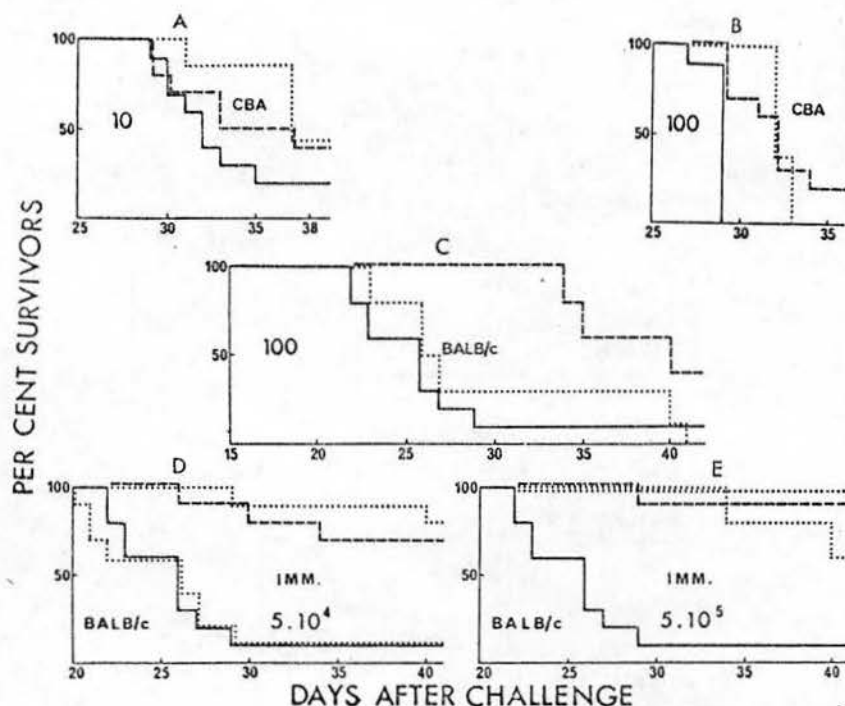 A
100
50
10
CBA
25
30
35
38
B
100
50
100
CBA
25
30
35
PER CENT SURVIVORS
C
100
50
100
BALB/c
15
20
25
30
35
40
D
100
50
BALB/c
IMM.
5.10⁴
20
25
30
35
40
E
100
50
BALB/c
IMM.
5.10⁵
20
25
30
35
40
DAYS AFTER CHALLENGE